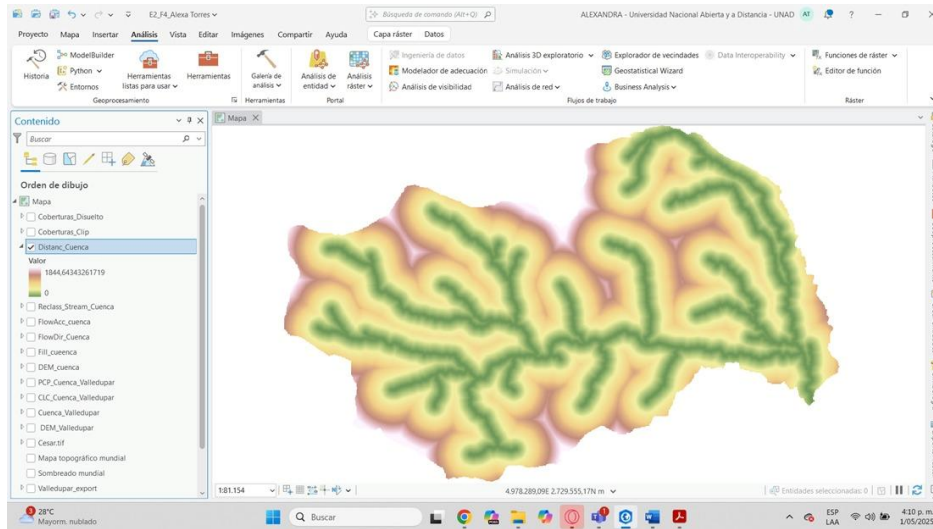 E2_F4_Alexa Torres
Búsqueda de comando (Alt+Q)
ALEXANDRA - Universidad Nacional Abierta y a Distancia - UNAD
AT
?
Proyecto Mapa Insertar Análisis Vista Editar Imágenes Compartir Ayuda Capa ráster Datos
Historia
ModelBuilder
Python
Entornos
Herramientas listas para usar
Herramientas
Galería de análisis
Análisis de entidad
Análisis ráster
Ingeniería de datos
Modelador de adecuación
Análisis de visibilidad
Análisis 3D exploratorio
Simulación
Análisis de red
Explorador de vecindades
Geostatistical Wizard
Business Analysis
Data Interoperability
Funciones de ráster
Editor de función
Geoprocesamiento
Herramientas
Portal
Flujos de trabajo
Ráster
Contenido
Buscar
Orden de dibujo
Mapa
Coberturas_Disuelto
Coberturas_Clip
Distanc_Cuenca
Valor
1844,64343261719
0
Reclass_Stream_Cuenca
FlowAcc_cuenca
FlowDir_Cuenca
Fill_cueenca
DEM_cuenca
PCP_Cuenca_Valledupar
CLC_Cuenca_Valledupar
Cuenca_Valledupar
DEM_Valledupar
Cesar.tif
Mapa topográfico mundial
Sombreado mundial
Valledupar_export
Mapa
1:81.154
4.978.289,09E 2.729.555,17N m
Entidades seleccionadas: 0
28°C
Mayorm. nublado
Buscar
ESP
LAA
4:10 p. m.